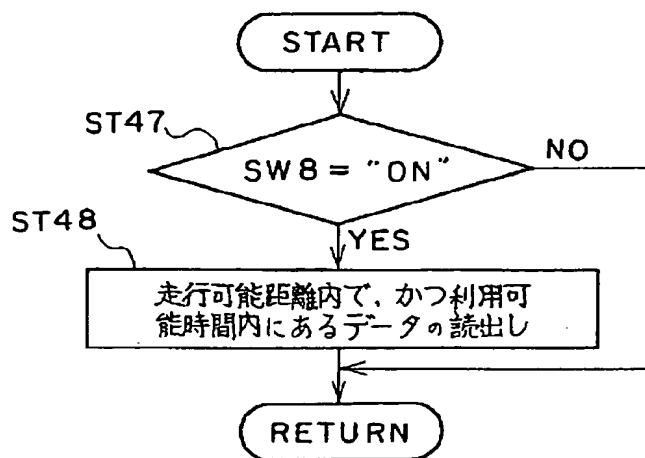 START
ST47
SW8 = "ON"
NO
YES
ST48
走行可能距離内で、かつ利用可
能時間内にあるデータの読出し
RETURN